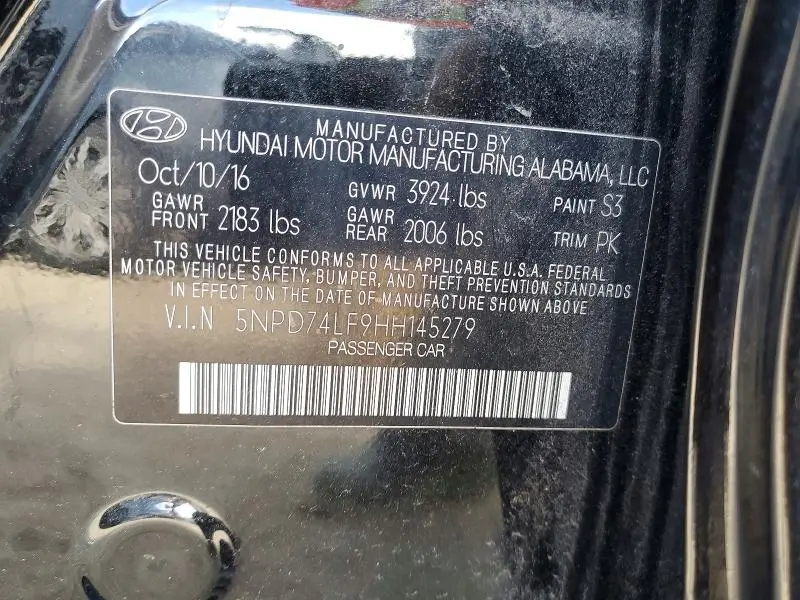 MANUFACTURED BY
HYUNDAI MOTOR MANUFACTURING ALABAMA, LLC
Oct/10/16 GVWR 3924 lbs PAINT S3
GAWR FRONT 2183 lbs GAWR REAR 2006 lbs TRIM PK
THIS VEHICLE CONFORMS TO ALL APPLICABLE U.S.A. FEDERAL
MOTOR VEHICLE SAFETY, BUMPER, AND THEFT PREVENTION STANDARDS
IN EFFECT ON THE DATE OF MANUFACTURE SHOWN ABOVE
V.I.N 5NPD74LF9HH145279
PASSENGER CAR